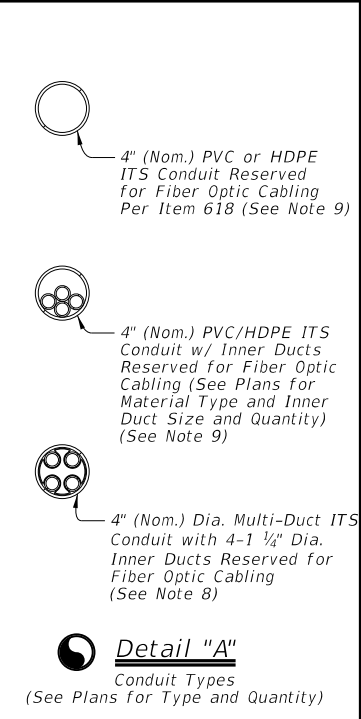 4" (Nom.) PVC or HDPE
ITS Conduit Reserved
for Fiber Optic Cabling
Per Item 618 (See Note 9)
4" (Nom.) PVC/HDPE ITS
Conduit w/ Inner Ducts
Reserved for Fiber Optic
Cabling (See Plans for
Material Type and Inner
Duct Size and Quantity)
(See Note 9)
4" (Nom.) Dia. Multi-Duct ITS
Conduit with 4-1 ¼" Dia.
Inner Ducts Reserved for
Fiber Optic Cabling
(See Note 8)
Detail "A"
Conduit Types
(See Plans for Type and Quantity)